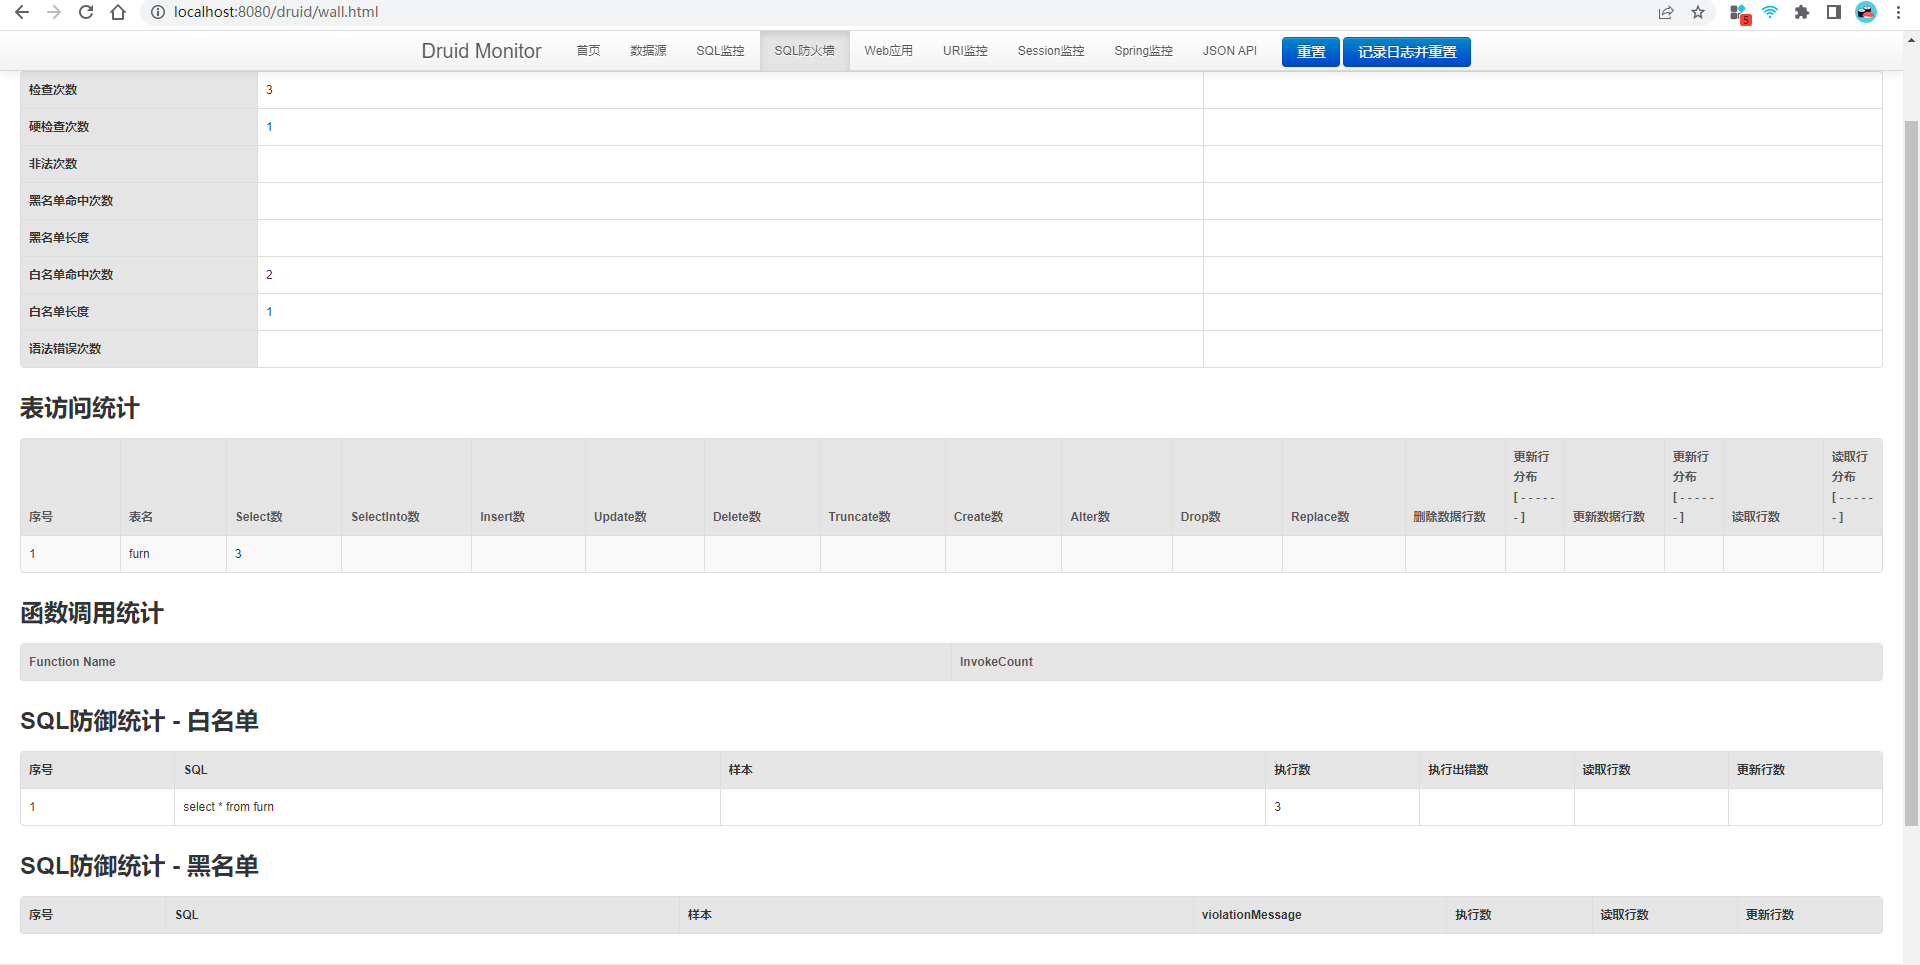 localhost:8080/druid/wall.html
5
Druid Monitor 首页 数据源 SQL监控 SQL防火墙 Web应用 URI监控 Session监控 Spring监控 JSON API 重置 记录日志并重置
检查次数 3
硬检查次数 1
非法次数
黑名单命中次数
黑名单长度
白名单命中次数 2
白名单长度 1
语法错误次数
表访问统计
序号 表名 Select数 SelectInto数 Insert数 Update数 Delete数 Truncate数 Create数 Alter数 Drop数 Replace数 删除数据行数 更新行分布 [ - - - - - - ] 更新数据行数 更新行分布 [ - - - - - - ] 读取行数 读取行分布 [ - - - - - - ]
1 furn 3
函数调用统计
Function Name InvokeCount
SQL防御统计 - 白名单
序号 SQL 样本 执行数 执行出错数 读取行数 更新行数
1 select * from furn 3
SQL防御统计 - 黑名单
序号 SQL 样本 violationMessage 执行数 读取行数 更新行数